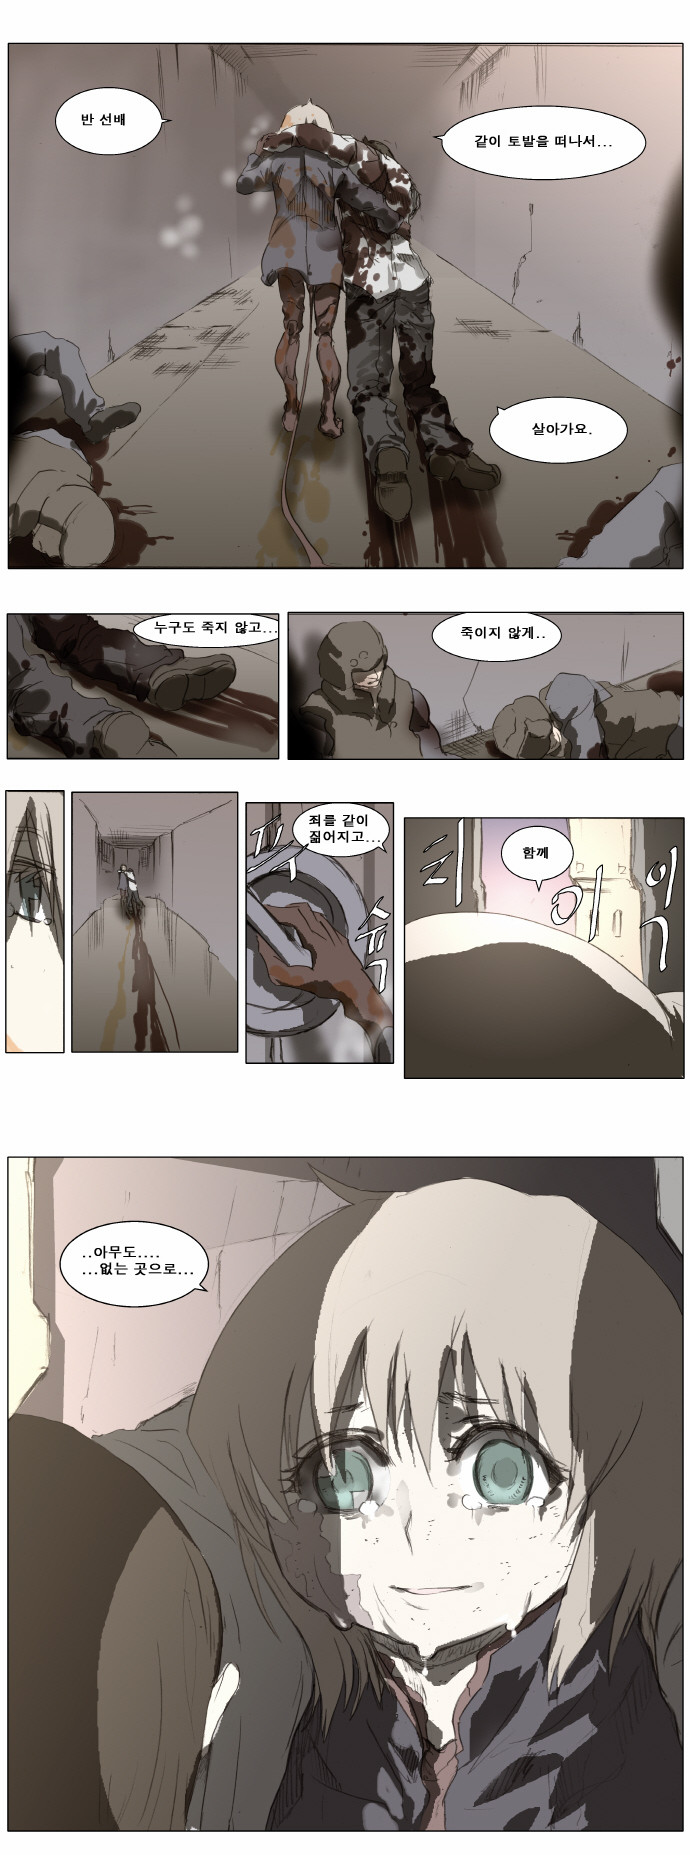 반 선배
같이 토발을 떠나서...
살아가요.
누구도 죽지 않고...
죽이지 않게..
죄를 같이
짊어지고...
함께
..아무도....
...없는 곳으로...